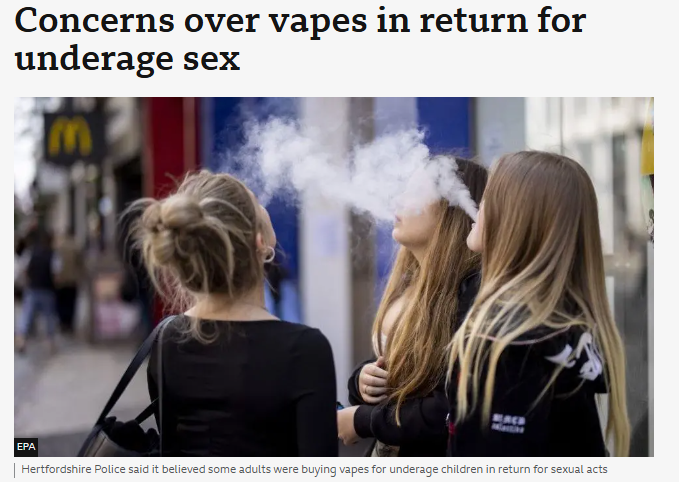 Concerns over vapes in return for
underage sex
EPA
Hertfordshire Police said it believed some adults were buying vapes for underage children in return for sexual acts